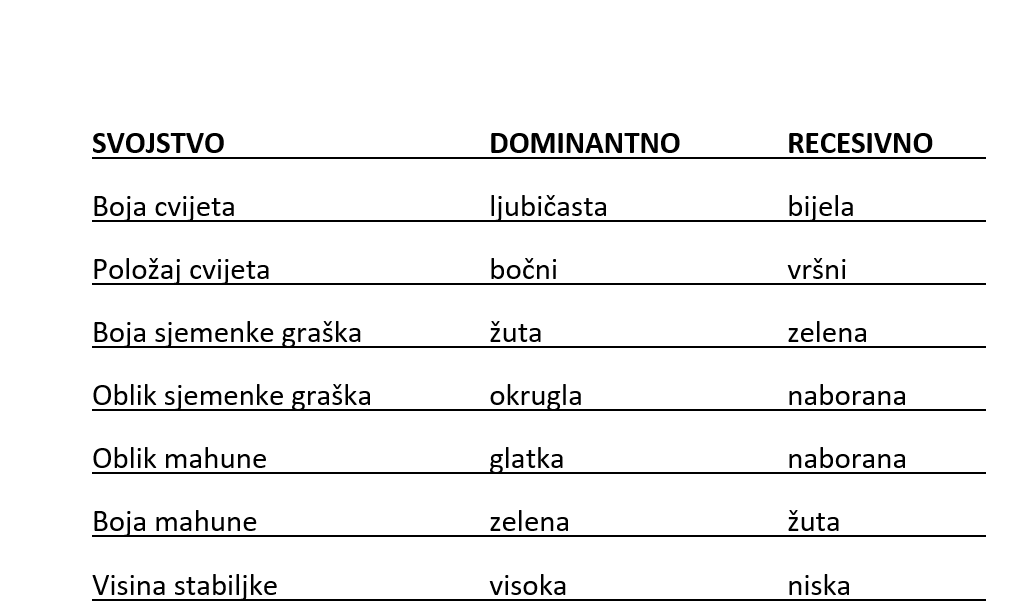 SVOJSTVO DOMINANTNO RECESIVNO
Boja cvijeta ljubičasta bijela
Položaj cvijeta bočni vršni
Boja sjemenke graška žuta zelena
Oblik sjemenke graška okrugla naborana
Oblik mahune glatka naborana
Boja mahune zelena žuta
Visina stabiljke visoka niska